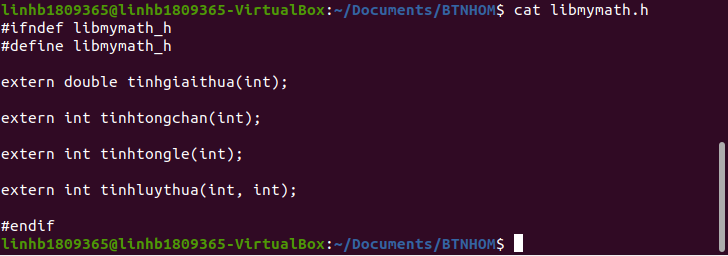 linhb1809365@linhb1809365-VirtualBox:~/Documents/BTNHOM$ cat libmymath.h
#ifndef libmymath_h
#define libmymath_h
extern double tinhgiaithua(int);
extern int tinhtongchan(int);
extern int tinhtongle(int);
extern int tinhluythua(int, int);
#endif
linhb1809365@linhb1809365-VirtualBox:~/Documents/BTNHOM$